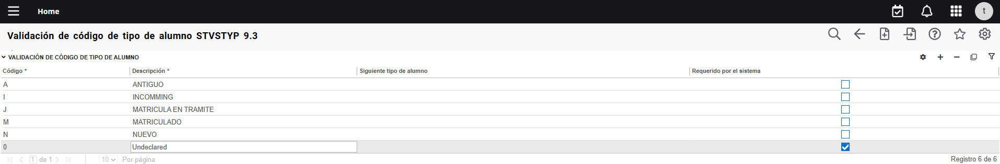 Home
t
Validación de código de tipo de alumno STVSTYP 9.3
VALIDACIÓN DE CÓDIGO DE TIPO DE ALUMNO
Código * Descripción * Siguiente tipo de alumno Requerido por el sistema
A ANTIGUO
I INCOMMING
J MATRICULA EN TRAMITE
M MATRICULADO
N NUEVO
0 Undeclared
1 de 1 10 Por página Registro 6 de 6